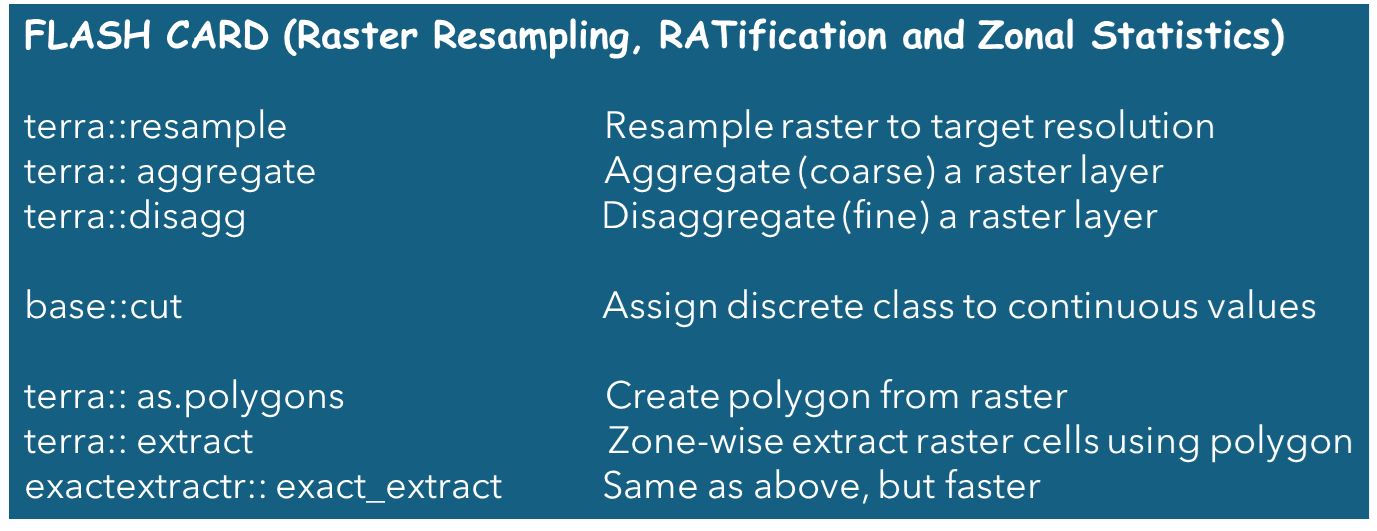 FLASH CARD (Raster Resampling, RATification and Zonal Statistics)
terra::resample Resample raster to target resolution
terra:: aggregate Aggregate (coarse) a raster layer
terra::disagg Disaggregate (fine) a raster layer
base::cut Assign discrete class to continuous values
terra:: as.polygons Create polygon from raster
terra:: extract Zone-wise extract raster cells using polygon
exactextractr:: exact_extract Same as above, but faster